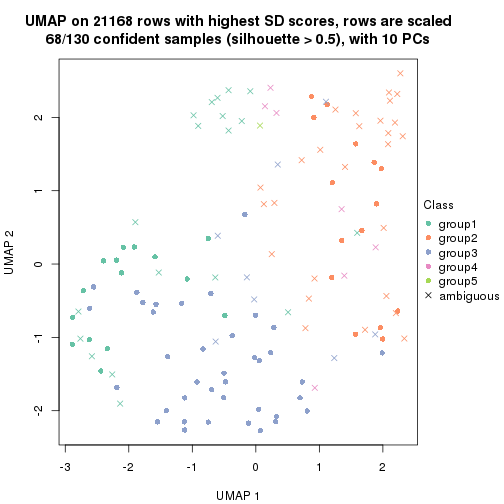 UMAP on 21168 rows with highest SD scores, rows are scaled
68/130 confident samples (silhouette > 0.5), with 10 PCs
UMAP 2
2
1
0
-1
-2
-3
-2
-1
0
1
2
UMAP 1
Class
group1
group2
group3
group4
group5
ambiguous